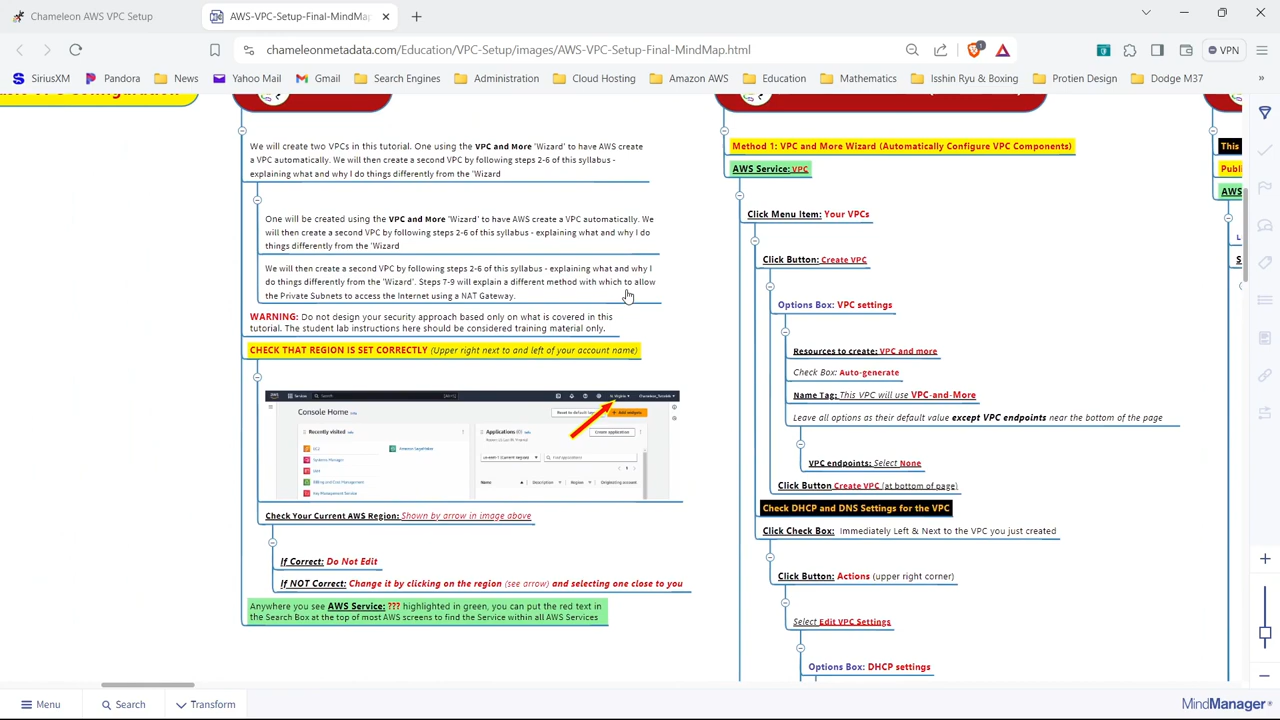 Chameleon AWS VPC Setup
AWS-VPC-Setup-Final-MindMap
chameleonmetadata.com/Education/VPC-Setup/images/AWS-VPC-Setup-Final-MindMap.html
1
VPN
SiriusXM
Pandora
News
Yahoo Mail
Gmail
Search Engines
Administration
Cloud Hosting
Amazon AWS
Education
Mathematics
Isshin Ryu & Boxing
Protien Design
Dodge M37
»
We will create two VPCs in this tutorial. One using the VPC and More 'Wizard' to have AWS create
a VPC automatically. We will then create a second VPC by following steps 2-6 of this syllabus -
explaining what and why I do things differently from the 'Wizard
One will be created using the VPC and More 'Wizard' to have AWS create a VPC automatically. We
will then create a second VPC by following steps 2-6 of this syllabus - explaining what and why I do
things differently from the 'Wizard
We will then create a second VPC by following steps 2-6 of this syllabus - explaining what and why I
do things differently from the 'Wizard'. Steps 7-9 will explain a different method with which to allow
the Private Subnets to access the Internet using a NAT Gateway.
WARNING: Do not design your security approach based only on what is covered in this
tutorial. The student lab instructions here should be considered training material only.
CHECK THAT REGION IS SET CORRECTLY (Upper right next to and left of your account name)
Console Home
Recently visited
Applications
Create application
Check Your Current AWS Region: Shown by arrow in image above
If Correct: Do Not Edit
If NOT Correct: Change it by clicking on the region (see arrow) and selecting one close to you
Anywhere you see AWS Service: ??? highlighted in green, you can put the red text in
the Search Box at the top of most AWS screens to find the Service within all AWS Services
Method 1: VPC and More Wizard (Automatically Configure VPC Components)
AWS Service: VPC
Click Menu Item: Your VPCs
Click Button: Create VPC
Options Box: VPC settings
Resources to create: VPC and more
Check Box: Auto-generate
Name Tag: This VPC will use VPC-and-More
Leave all options as their default value except VPC endpoints near the bottom of the page
VPC endpoints: Select None
Click Button Create VPC (at bottom of page)
Check DHCP and DNS Settings for the VPC
Click Check Box: Immediately Left & Next to the VPC you just created
Click Button: Actions (upper right corner)
Select Edit VPC Settings
Options Box: DHCP settings
This
Publi
AWS
Menu
Search
Transform
MindManager